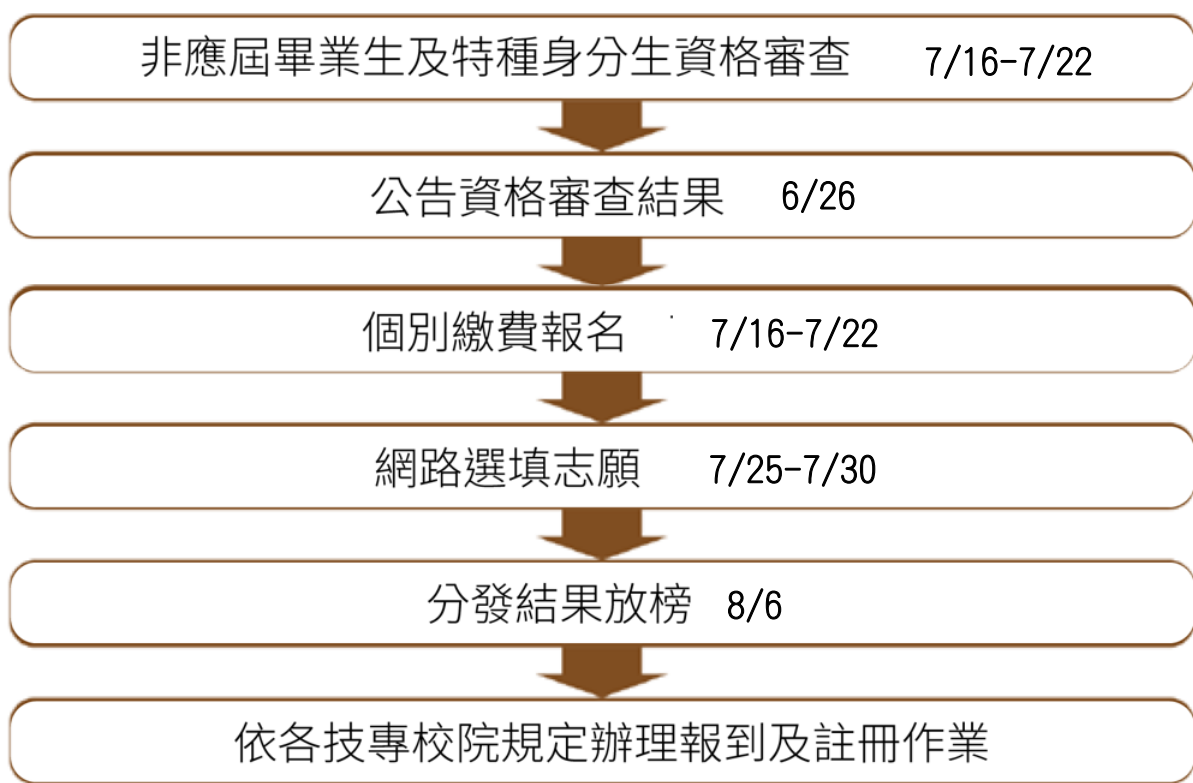 非應屆畢業生及特種身分生資格審查 7/16-7/22
公告資格審查結果 6/26
個別繳費報名 7/16-7/22
網路選填志願 7/25-7/30
分發結果放榜 8/6
依各技專校院規定辦理報到及註冊作業